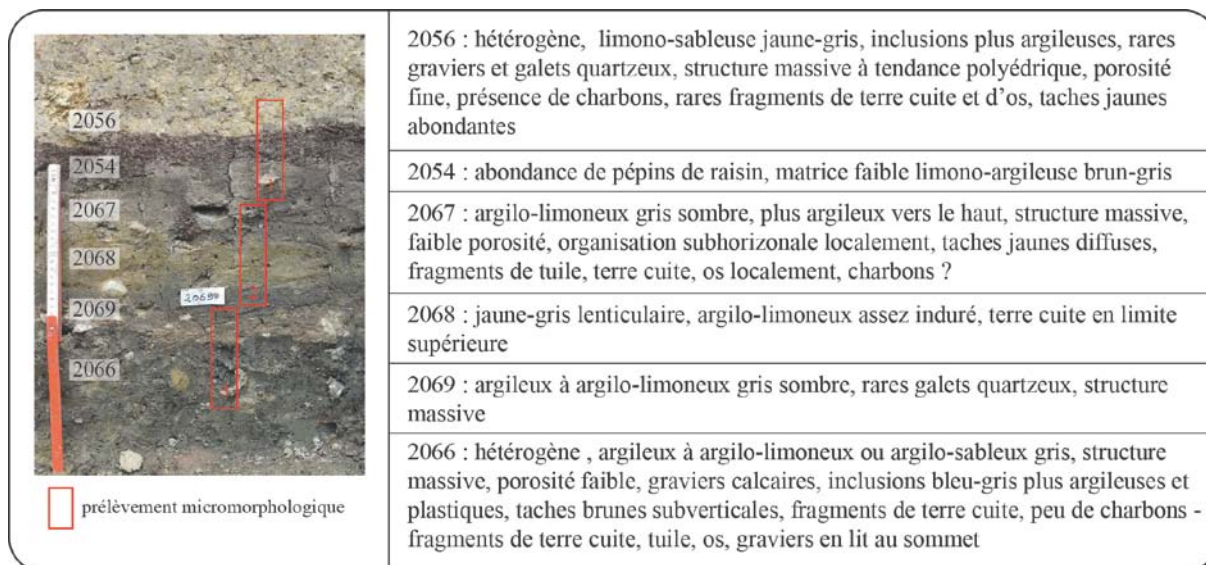 2056
2054
2067
2068
2069
2066
prélèvement micromorphologique
2056 : hétérogène, limono-sableuse jaune-gris, inclusions plus argileuses, rares
graviers et galets quartzeux, structure massive à tendance polyédrique, porosité
fine, présence de charbons, rares fragments de terre cuite et d'os, taches jaunes
abondantes
2054 : abondance de pépins de raisin, matrice faible limono-argileuse brun-gris
2067 : argilo-limoneux gris sombre, plus argileux vers le haut, structure massive,
faible porosité, organisation subhorizonale localement, taches jaunes diffuses,
fragments de tuile, terre cuite, os localement, charbons ?
2068 : jaune-gris lenticulaire, argilo-limoneux assez induré, terre cuite en limite
supérieure
2069 : argileux à argilo-limoneux gris sombre, rares galets quartzeux, structure
massive
2066 : hétérogène , argileux à argilo-limoneux ou argilo-sableux gris, structure
massive, porosité faible, graviers calcaires, inclusions bleu-gris plus argileuses et
plastiques, taches brunes subverticales, fragments de terre cuite, peu de charbons -
fragments de terre cuite, tuile, os, graviers en lit au sommet